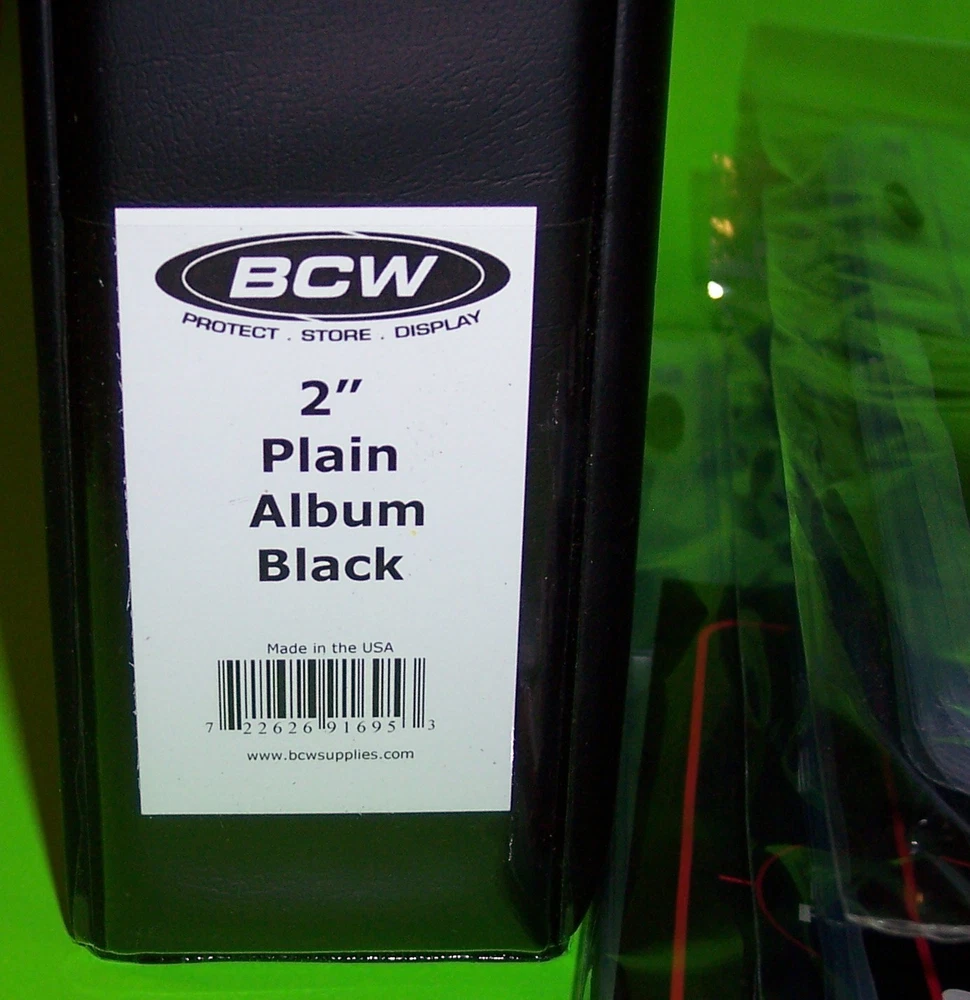 BCW
PROTECT . STORE . DISPLAY
2”
Plain
Album
Black
Made in the USA
7 22626 91695 3
www.bcwsupplies.com